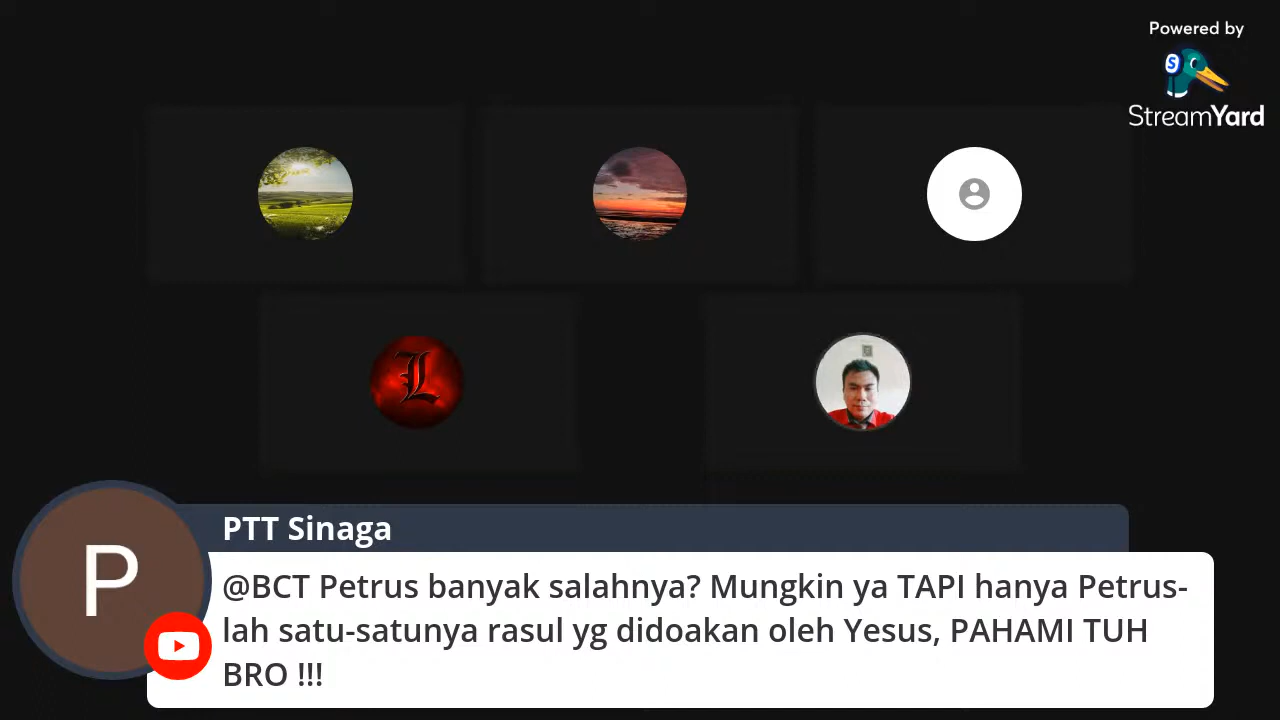 Powered by
S
StreamYard
L
PTT Sinaga
P
@BCT Petrus banyak salahnya? Mungkin ya TAPI hanya Petrus-
lah satu-satunya rasul yg didoakan oleh Yesus, PAHAMI TUH
BRO !!!